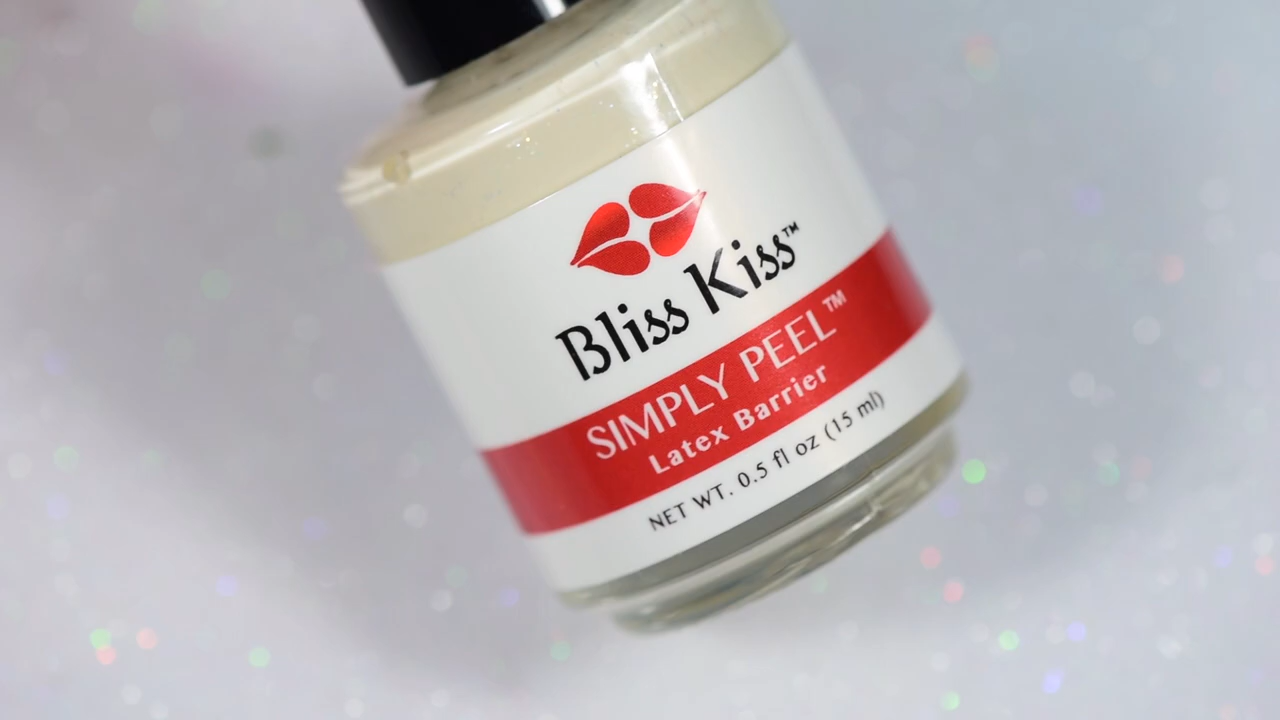 Bliss Kiss™
SIMPLY PEEL™
Latex Barrier
NET WT. 0.5 fl oz (15 ml)